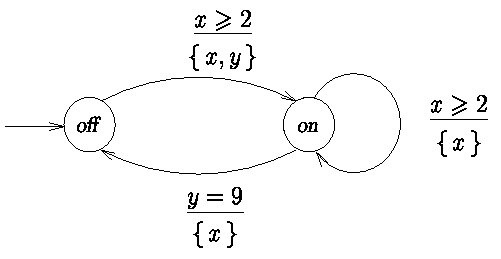 x ⩾ 2
{ x, y }
off
on
x ⩾ 2
{ x }
y = 9
{ x }